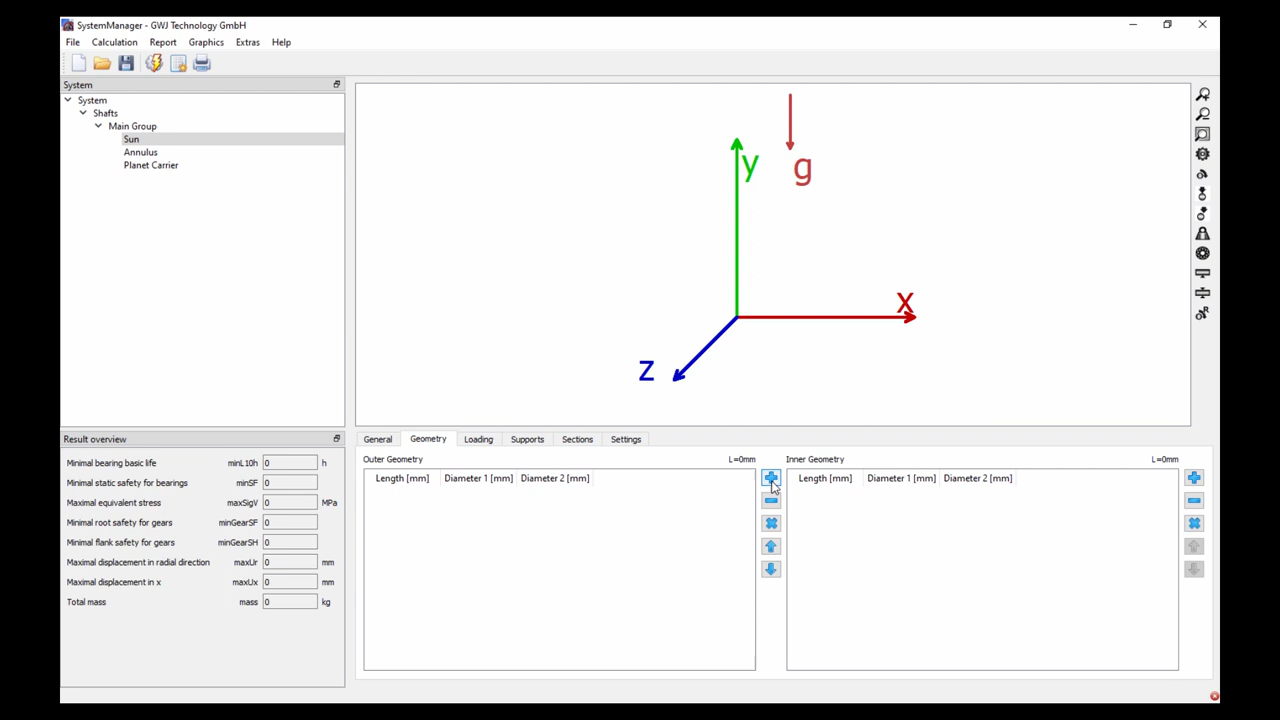 SystemManager - GWJ Technology GmbH
File Calculation Report Graphics Extras Help
System
System
Shafts
Main Group
Sun
Annulus
Planet Carrier
y
g
x
z
Result overview
Minimal bearing basic life minL10h 0 h
Minimal static safety for bearings minSF 0
Maximal equivalent stress maxSigV 0 MPa
Minimal root safety for gears minGearSF 0
Minimal flank safety for gears minGearSH 0
Maximal displacement in radial direction maxUr 0 mm
Maximal displacement in x maxUx 0 mm
Total mass mass 0 kg
General Geometry Loading Supports Sections Settings
Outer Geometry L=0mm
Length [mm] Diameter 1 [mm] Diameter 2 [mm]
Inner Geometry L=0mm
Length [mm] Diameter 1 [mm] Diameter 2 [mm]